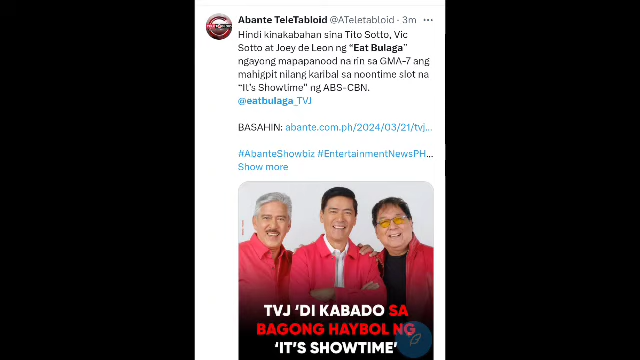 Abante TeleTabloid @ATeletabloid · 3m
Hindi kinakabahan sina Tito Sotto, Vic
Sotto at Joey de Leon ng “Eat Bulaga”
ngayong mapapanood na rin sa GMA-7 ang
mahigpit nilang karibal sa noontime slot na
“It’s Showtime” ng ABS-CBN.
@eatbulaga_TVJ
BASAHIN: abante.com.ph/2024/03/21/tvj...
#AbanteShowbiz #EntertainmentNewsPH...
Show more
TVJ ’DI KABADO SA
BAGONG HAYBOL NG
‘IT’S SHOWTIME’